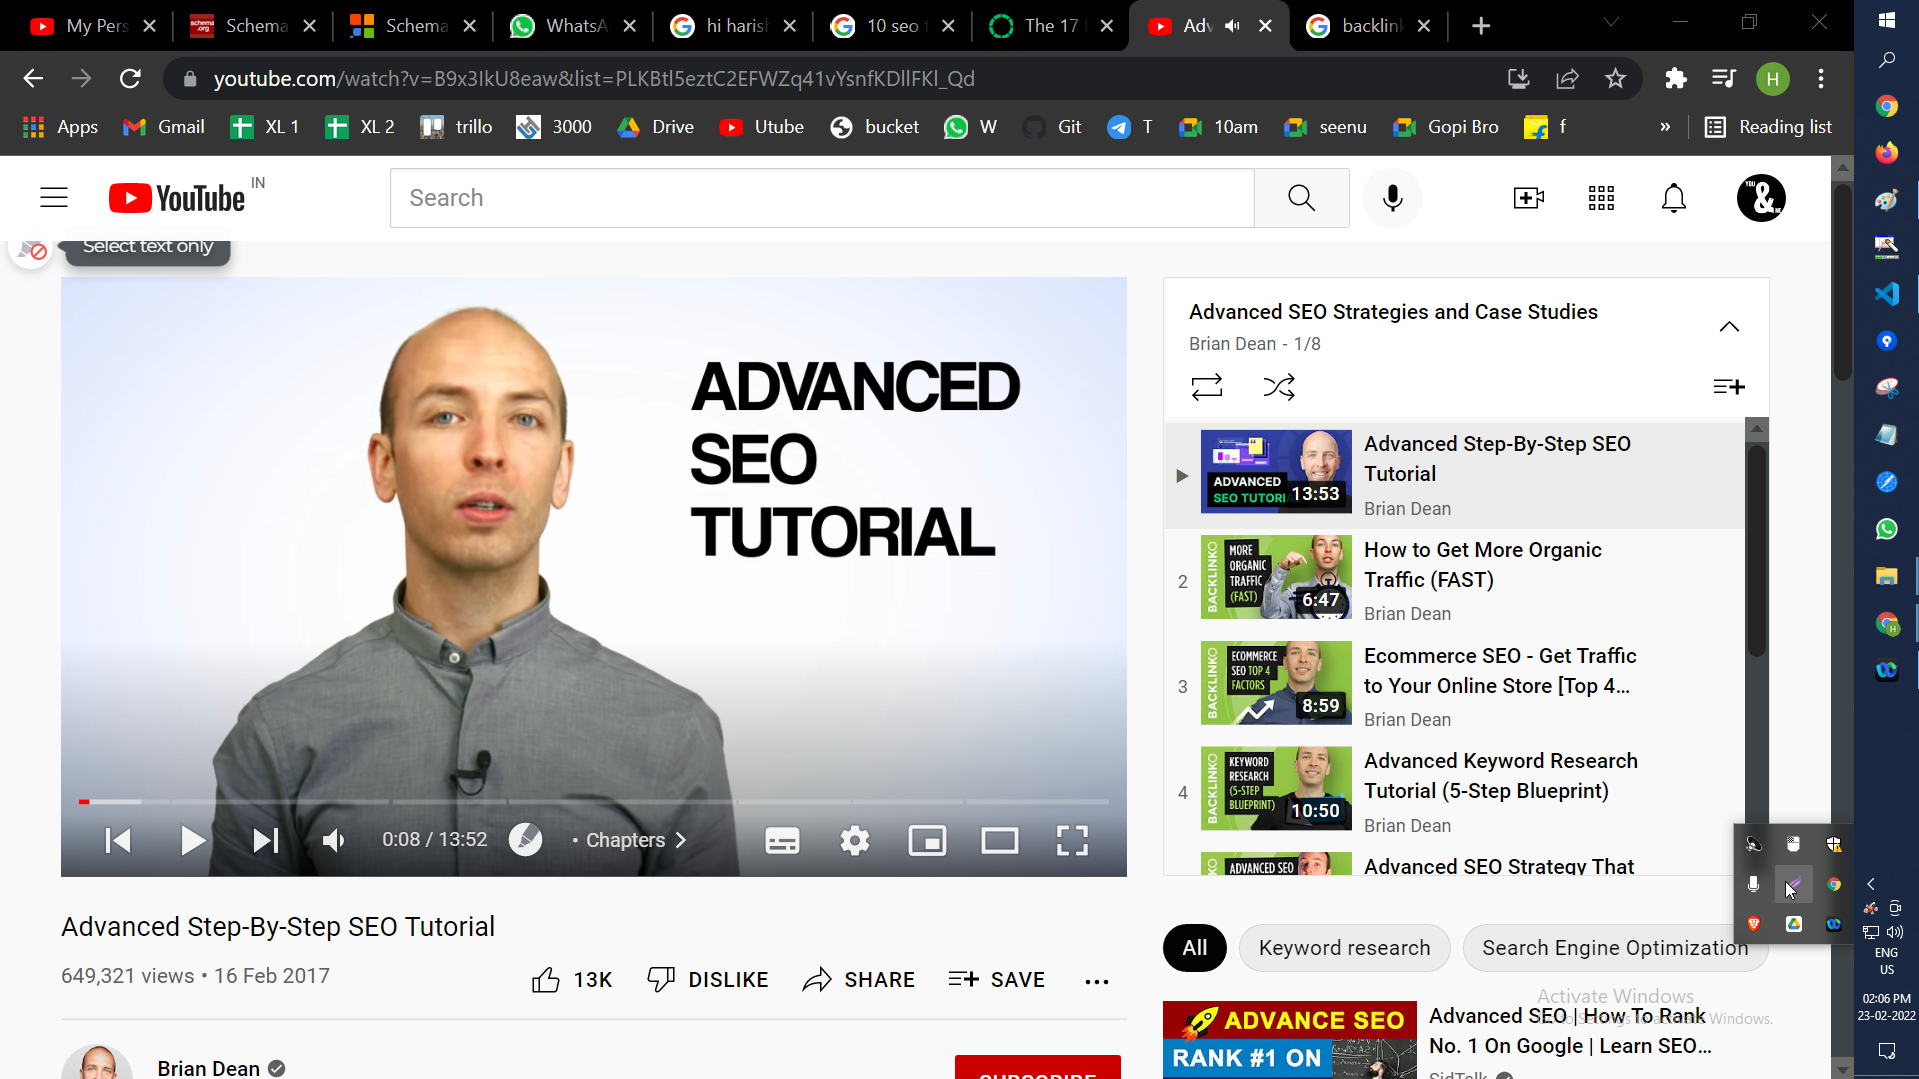 My Pers
Schema
Schema
WhatsA
hi harish
10 seo t
The 17
Adv
backlink
youtube.com/watch?v=B9x3IkU8eaw&list=PLKBtl5eztC2EFWZq41vYsnfKDllFKl_Qd
H
Apps
Gmail
XL 1
XL 2
trillo
3000
Drive
Utube
bucket
W
Git
T
10am
seenu
Gopi Bro
f
»
Reading list
YouTube IN
Search
YOU & ME
Select text only
ADVANCED
SEO
TUTORIAL
0:08 / 13:52
• Chapters
Advanced SEO Strategies and Case Studies
Brian Dean - 1/8
ADVANCED
SEO TUTORI
13:53
Advanced Step-By-Step SEO
Tutorial
Brian Dean
2
BACKLINKO
MORE
ORGANIC
TRAFFIC
(FAST)
6:47
How to Get More Organic
Traffic (FAST)
Brian Dean
3
BACKLINKO
ECOMMERCE
SEO TOP 4
FACTORS
8:59
Ecommerce SEO - Get Traffic
to Your Online Store [Top 4...
Brian Dean
4
BACKLINKO
KEYWORD
RESEARCH
(5-STEP
BLUEPRINT)
10:50
Advanced Keyword Research
Tutorial (5-Step Blueprint)
Brian Dean
ADVANCED SEO
Advanced SEO Strategy That
Advanced Step-By-Step SEO Tutorial
649,321 views • 16 Feb 2017
13K
DISLIKE
SHARE
SAVE
Brian Dean
SUBSCRIBE
All
Keyword research
Search Engine Optimization
ADVANCE SEO
RANK #1 ON
Advanced SEO | How To Rank
No. 1 On Google | Learn SEO...
SidTalk
Activate Windows
Go to Settings to activate Windows.
ENG
US
02:06 PM
23-02-2022